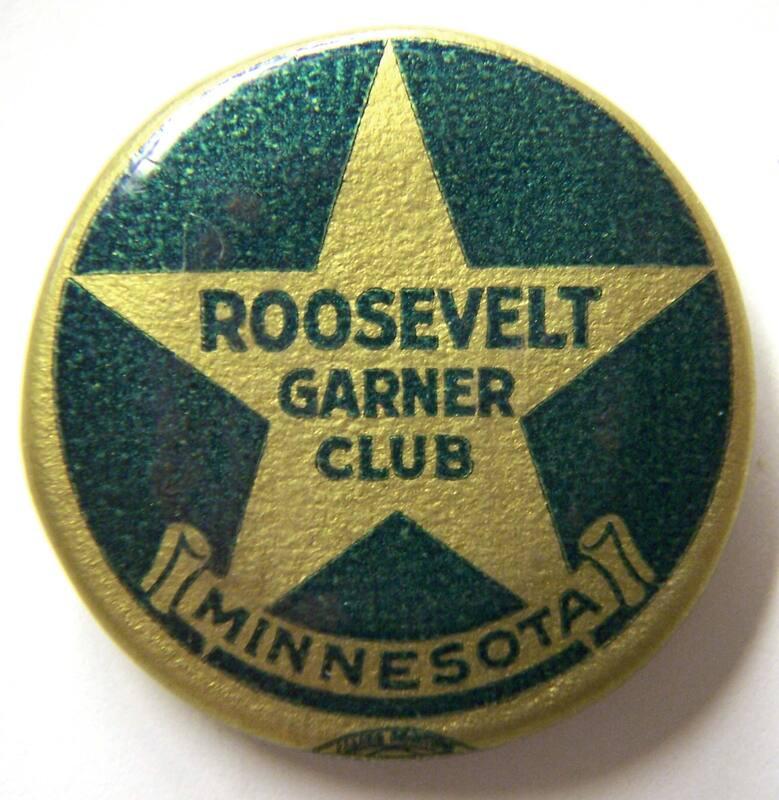 ROOSEVELT
GARNER
CLUB
MINNESOTA